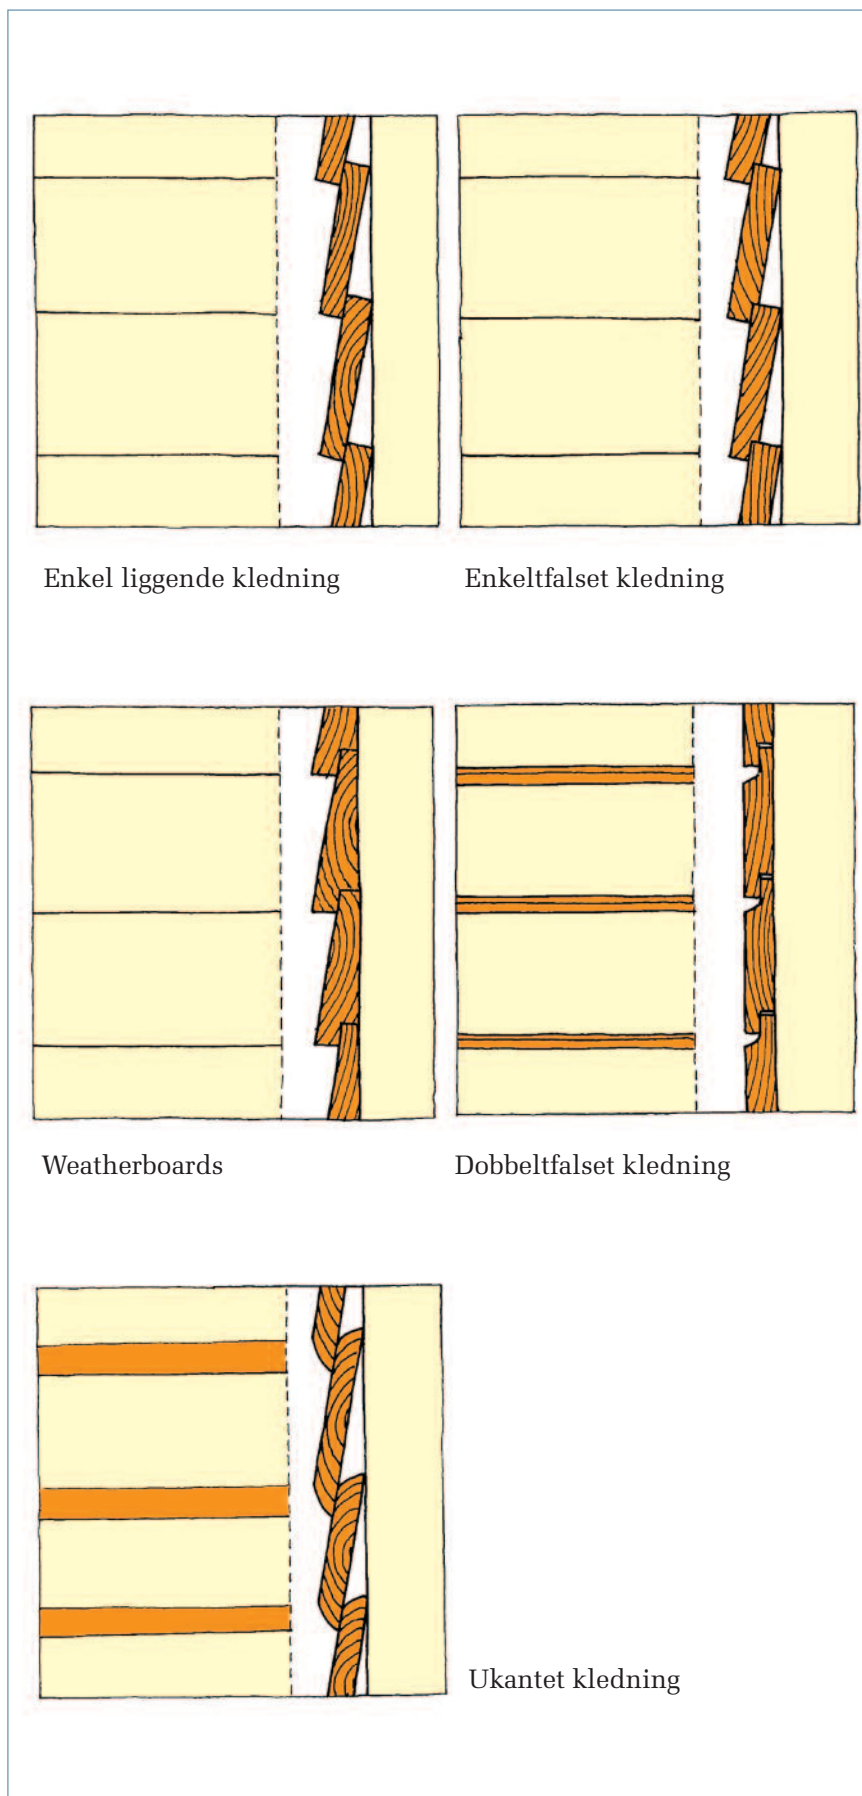 Enkel liggende kledning
Enkeltfalset kledning
Weatherboards
Dobbeltfalset kledning
Ukantet kledning